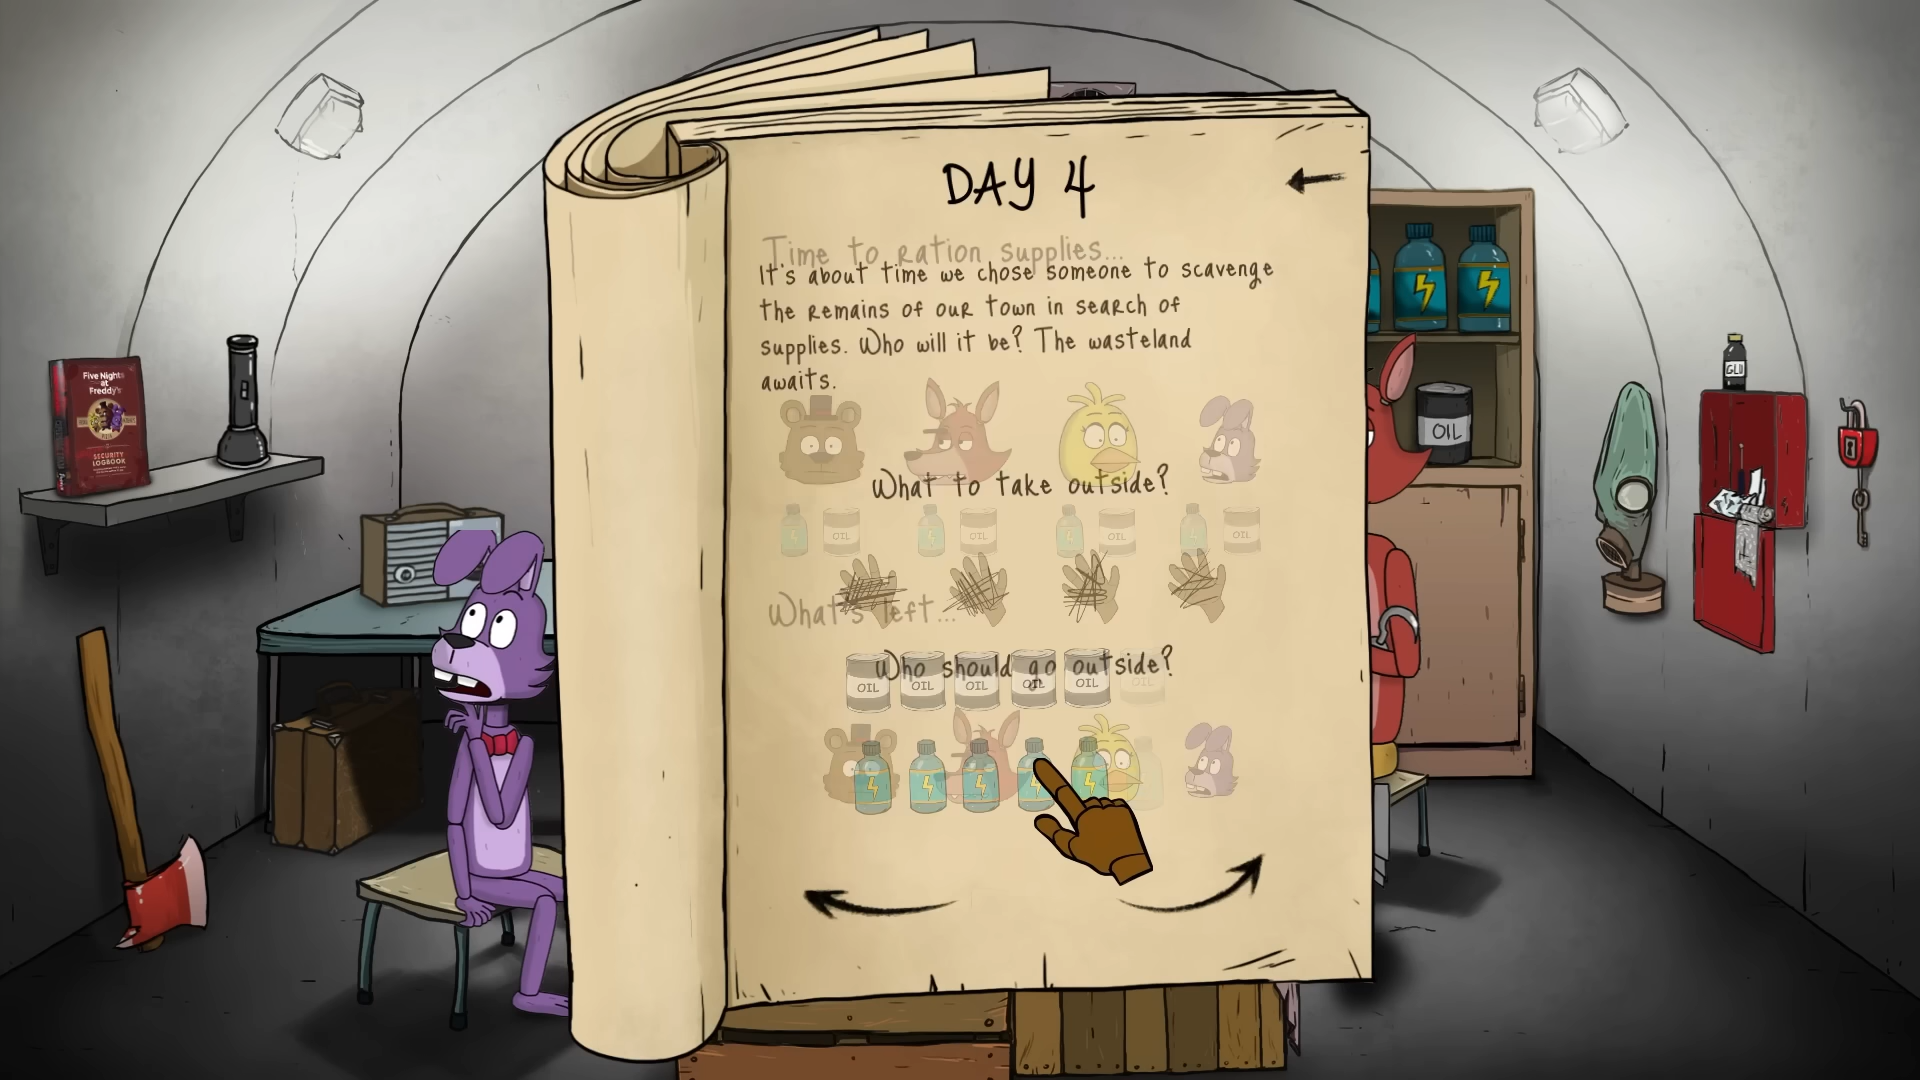 DAY 4
Time to ration supplies...
It's about time we chose someone to scavenge
the remains of our town in search of
supplies. Who will it be? The wasteland
awaits.
What to take outside?
OIL
OIL
OIL
OIL
What's left...
Who should go outside?
OIL
OIL
OIL
OIL
OIL
OIL
Five Nights
at
Freddy's
SECURITY
LOGBOOK
OIL
GLU